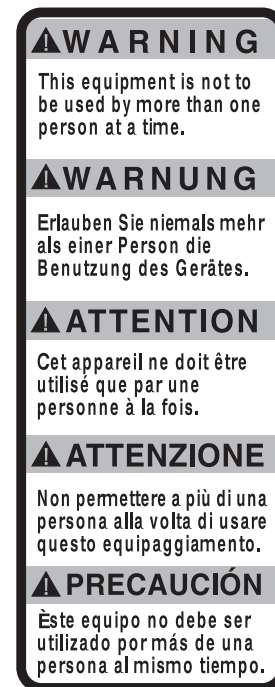 WARNING
This equipment is not to
be used by more than one
person at a time.
WARNUNG
Erlauben Sie niemals mehr
als einer Person die
Benutzung des Gerätes.
ATTENTION
Cet appareil ne doit être
utilisé que par une
personne à la fois.
ATTENZIONE
Non permettere a più di una
persona alla volta di usare
questo equipaggiamento.
PRECAUCIÓN
Èste equipo no debe ser
utilizado por más de una
persona al mismo tiempo.